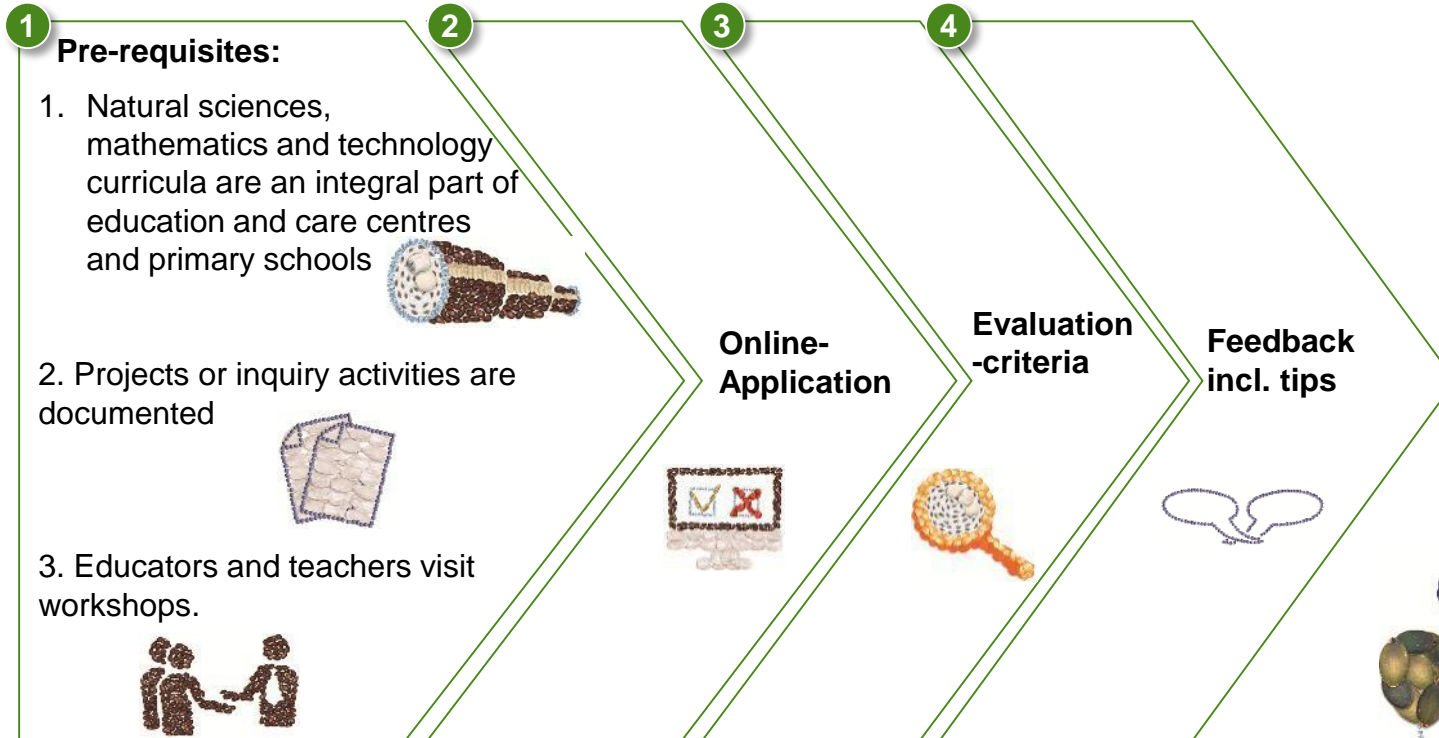 1
2
3
4
Pre-requisites:
1. Natural sciences,
mathematics and technology
curricula are an integral part of
education and care centres
and primary schools
2. Projects or inquiry activities are
documented
3. Educators and teachers visit
workshops.
Online-
Application
Evaluation
-criteria
Feedback
incl. tips